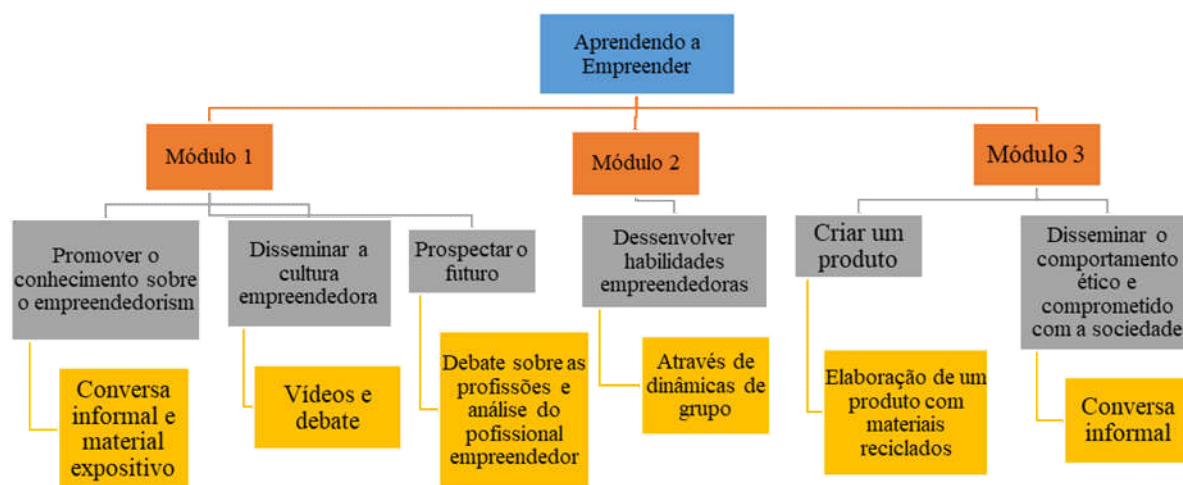 Aprendendo a
Empreender
Módulo 1
Módulo 2
Módulo 3
Promover o
conhecimento sobre
o empreendedorism
Disseminar a
cultura
empreendedora
Prospectar o
futuro
Dessenvolver
habilidades
empreendedoras
Criar um
produto
Disseminar o
comportamento
ético e
comprometido
com a sociedade
Conversa
informal e
material
expositivo
Vídeos e
debate
Debate sobre as
profissões e
análise do
pofissional
empreendedor
Através de
dinâmicas de
grupo
Elaboração de um
produto com
materiais
reciclados
Conversa
informal